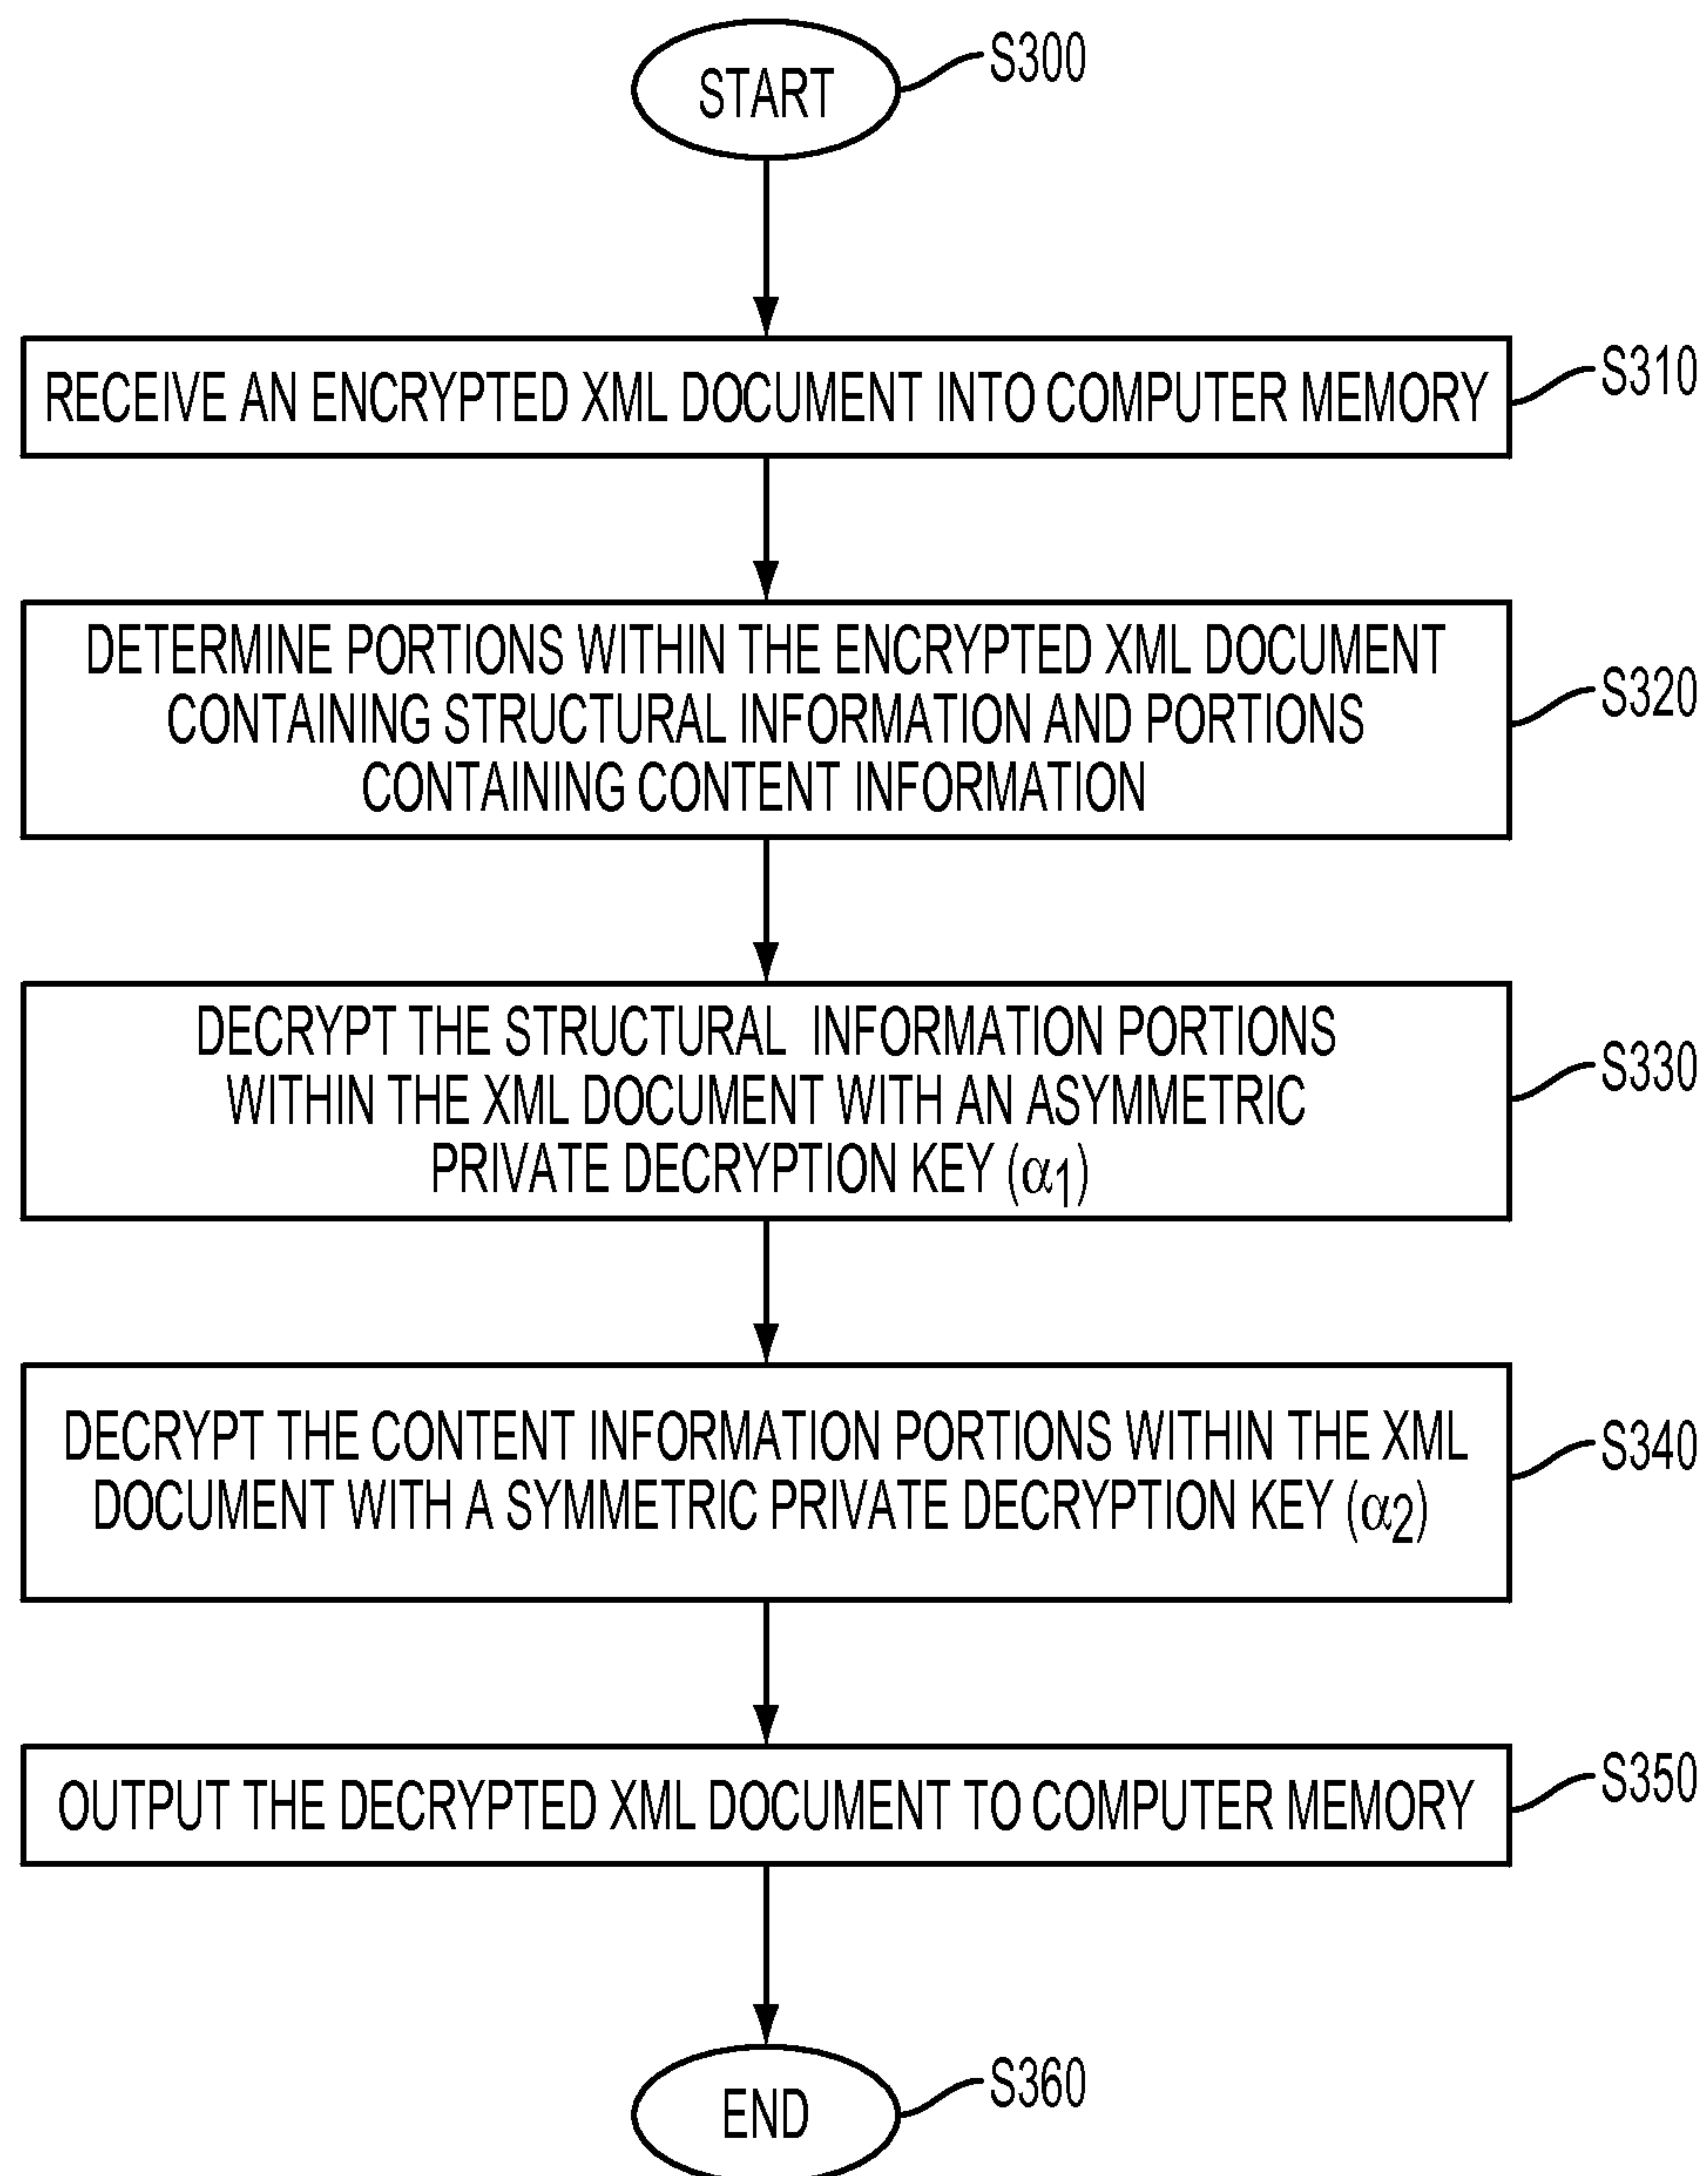 START
S300
RECEIVE AN ENCRYPTED XML DOCUMENT INTO COMPUTER MEMORY
S310
DETERMINE PORTIONS WITHIN THE ENCRYPTED XML DOCUMENT
CONTAINING STRUCTURAL INFORMATION AND PORTIONS
CONTAINING CONTENT INFORMATION
S320
DECRYPT THE STRUCTURAL INFORMATION PORTIONS
WITHIN THE XML DOCUMENT WITH AN ASYMMETRIC
PRIVATE DECRYPTION KEY (α1)
S330
DECRYPT THE CONTENT INFORMATION PORTIONS WITHIN THE XML
DOCUMENT WITH A SYMMETRIC PRIVATE DECRYPTION KEY (α2)
S340
OUTPUT THE DECRYPTED XML DOCUMENT TO COMPUTER MEMORY
S350
END
S360